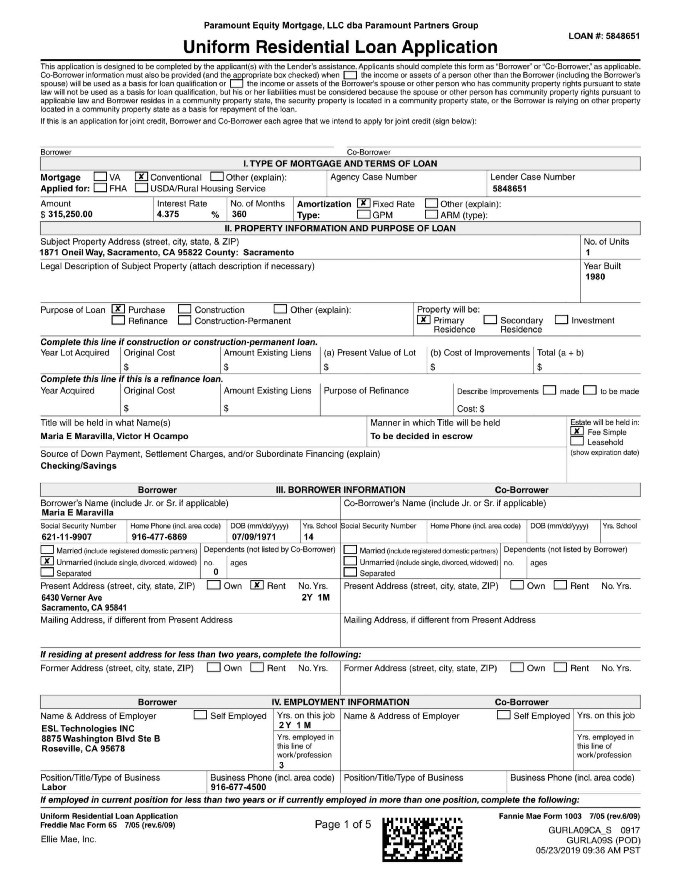 Paramount Equity Mortgage, LLC dba Paramount Partners Group
LOAN #: 5848651
Uniform Residential Loan Application
This application is designed to be completed by the applicant(s) with the Lender's assistance. Applicants should complete this form as "Borrower" or "Co-Borrower," as applicable.
Co-Borrower information must also be provided (and the appropriate box checked) when the income or assets of a person other than the Borrower (including the Borrower's
spouse) will be used as a basis for loan qualification or the income or assets of the Borrower's spouse or other person who has community property rights pursuant to state
law will not be used as a basis for loan qualification, but his or her liabilities must be considered because the spouse or other person has community property rights pursuant to
applicable law and Borrower resides in a community property state, the security property is located in a community property state, or the Borrower is relying on other property
located in a community property state as a basis for repayment of the loan.
If this is an application for joint credit, Borrower and Co-Borrower each agree that we intend to apply for joint credit (sign below):
Borrower Co-Borrower
I. TYPE OF MORTGAGE AND TERMS OF LOAN
Mortgage VA X Conventional Other (explain): Agency Case Number Lender Case Number
Applied for: FHA USDA/Rural Housing Service 5848651
Amount Interest Rate No. of Months Amortization X Fixed Rate Other (explain):
$ 315,250.00 4.375 % 360 Type: GPM ARM (type):
II. PROPERTY INFORMATION AND PURPOSE OF LOAN
Subject Property Address (street, city, state, & ZIP) No. of Units
1871 Oneil Way, Sacramento, CA 95822 County: Sacramento 1
Legal Description of Subject Property (attach description if necessary) Year Built
1980
Purpose of Loan X Purchase Construction Other (explain): Property will be:
Refinance Construction-Permanent X Primary Residence Secondary Residence Investment
Complete this line if construction or construction-permanent loan.
Year Lot Acquired Original Cost Amount Existing Liens (a) Present Value of Lot (b) Cost of Improvements Total (a + b)
$ $ $ $ $
Complete this line if this is a refinance loan.
Year Acquired Original Cost Amount Existing Liens Purpose of Refinance Describe Improvements made to be made
$ $ Cost: $
Title will be held in what Name(s) Manner in which Title will be held Estate will be held in:
Maria E Maravilla, Victor H Ocampo To be decided in escrow X Fee Simple
Leasehold
Source of Down Payment, Settlement Charges, and/or Subordinate Financing (explain) (show expiration date)
Checking/Savings
Borrower III. BORROWER INFORMATION Co-Borrower
Borrower's Name (include Jr. or Sr. if applicable) Co-Borrower's Name (include Jr. or Sr. if applicable)
Maria E Maravilla
Social Security Number Home Phone (incl. area code) DOB (mm/dd/yyyy) Yrs. School Social Security Number Home Phone (incl. area code) DOB (mm/dd/yyyy) Yrs. School
621-11-9907 916-477-6869 07/09/1971 14
Married (include registered domestic partners) Dependents (not listed by Co-Borrower) Married (include registered domestic partners) Dependents (not listed by Borrower)
X Unmarried (include single, divorced, widowed) no. ages Unmarried (include single, divorced, widowed) no. ages
Separated 0 Separated
Present Address (street, city, state, ZIP) Own X Rent No. Yrs. Present Address (street, city, state, ZIP) Own Rent No. Yrs.
6430 Verner Ave 2Y 1M
Sacramento, CA 95841
Mailing Address, if different from Present Address Mailing Address, if different from Present Address
If residing at present address for less than two years, complete the following:
Former Address (street, city, state, ZIP) Own Rent No. Yrs. Former Address (street, city, state, ZIP) Own Rent No. Yrs.
Borrower IV. EMPLOYMENT INFORMATION Co-Borrower
Name & Address of Employer Self Employed Yrs. on this job Name & Address of Employer Self Employed Yrs. on this job
ESL Technologies INC 2 Y 1 M
8875 Washington Blvd Ste B Yrs. employed in this line of work/profession Yrs. employed in this line of work/profession
Roseville, CA 95678
3
Position/Title/Type of Business Business Phone (incl. area code) Position/Title/Type of Business Business Phone (incl. area code)
Labor 916-677-4500
If employed in current position for less than two years or if currently employed in more than one position, complete the following:
Uniform Residential Loan Application Fannie Mae Form 1003 7/05 (rev.6/09)
Freddie Mac Form 65 7/05 (rev.6/09) Page 1 of 5
Ellie Mae, Inc. GURLA09CA_S 0917
GURLA09S (POD)
05/23/2019 09:36 AM PST